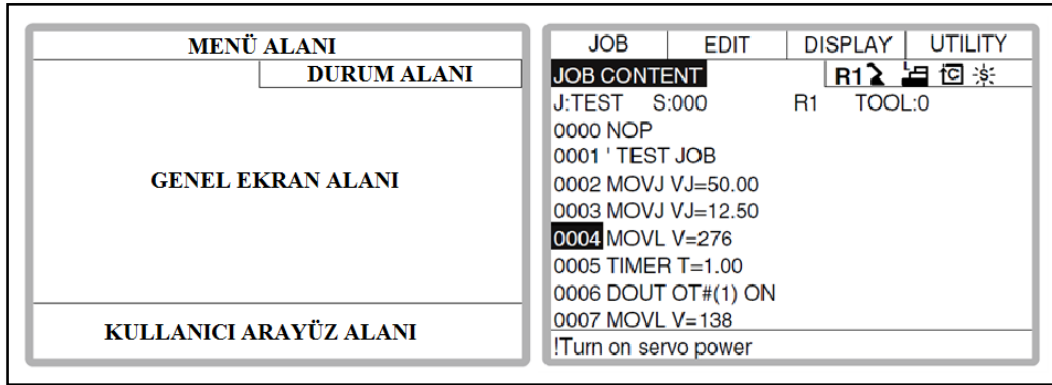 MENÜ ALANI
DURUM ALANI
GENEL EKRAN ALANI
KULLANICI ARAYÜZ ALANI
JOB EDIT DISPLAY UTILITY
JOB CONTENT R1 C S
J:TEST S:000 R1 TOOL:0
0000 NOP
0001 ' TEST JOB
0002 MOVJ VJ=50.00
0003 MOVJ VJ=12.50
0004 MOVL V=276
0005 TIMER T=1.00
0006 DOUT OT#(1) ON
0007 MOVL V=138
!Turn on servo power